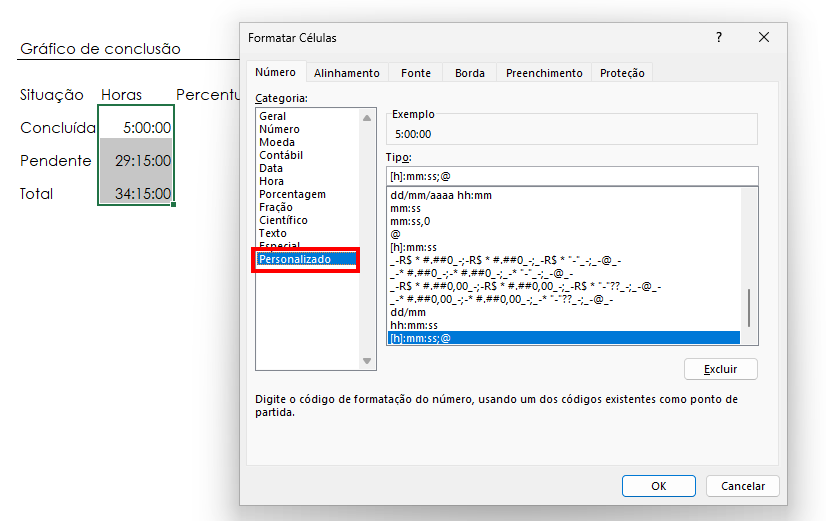 Gráfico de conclusão
Situação Horas Percentu
Concluída 5:00:00
Pendente 29:15:00
Total 34:15:00
Formatar Células ?
Número Alinhamento Fonte Borda Preenchimento Proteção
Categoria:
Geral
Número
Moeda
Contábil
Data
Hora
Porcentagem
Fração
Científico
Texto
Especial
Personalizado
Exemplo
5:00:00
Tipo:
[h]:mm:ss;@
dd/mm/aaaa hh:mm
mm:ss
mm:ss,0
@
[h]:mm:ss
_-R$ * #.##0_-;-R$ * #.##0_-;_-R$ * "-"_-;_-@_-
_-* #.##0_-;-* #.##0_-;_-* "-"_-;_-@_-
_-R$ * #.##0,00_-;-R$ * #.##0,00_-;_-R$ * "-"??_-;_-@_-
_-* #.##0,00_-;-* #.##0,00_-;_-* "-"??_-;_-@_-
dd/mm
hh:mm:ss
[h]:mm:ss;@
Excluir
Digite o código de formatação do número, usando um dos códigos existentes como ponto de
partida.
OK Cancelar